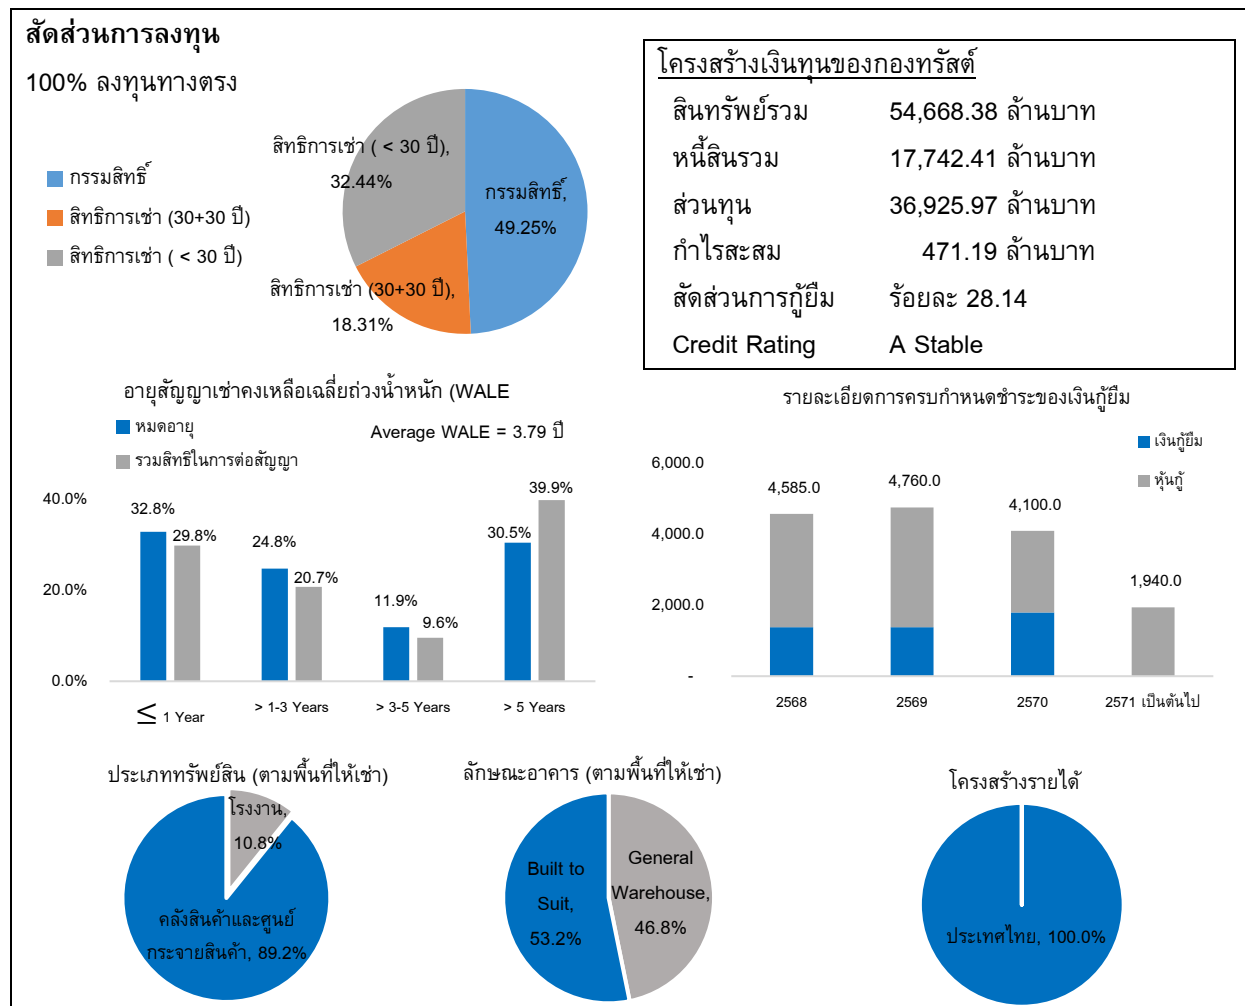 สัดส่วนการลงทุน
100% ลงทุนทางตรง
กรรมสิทธิ์
สิทธิการเช่า (30+30 ปี)
สิทธิการเช่า ( < 30 ปี)
สิทธิการเช่า ( < 30 ปี),
32.44%
กรรมสิทธิ์,
49.25%
สิทธิการเช่า (30+30 ปี),
18.31%
โครงสร้างเงินทุนของกองทรัสต์
สินทรัพย์รวม 54,668.38 ล้านบาท
หนี้สินรวม 17,742.41 ล้านบาท
ส่วนทุน 36,925.97 ล้านบาท
กำไรสะสม 471.19 ล้านบาท
สัดส่วนการกู้ยืม ร้อยละ 28.14
Credit Rating A Stable
อายุสัญญาเช่าคงเหลือเฉลี่ยถ่วงน้ำหนัก (WALE
หมดอายุ
รวมสิทธิในการต่อสัญญา
Average WALE = 3.79 ปี
40.0%
20.0%
0.0%
32.8%
29.8%
24.8%
20.7%
11.9%
9.6%
30.5%
39.9%
≤ 1 Year
> 1-3 Years
> 3-5 Years
> 5 Years
รายละเอียดการครบกำหนดชำระของเงินกู้ยืม
เงินกู้ยืม
หุ้นกู้
6,000.0
4,000.0
2,000.0
-
4,585.0
4,760.0
4,100.0
1,940.0
2568
2569
2570
2571 เป็นต้นไป
ประเภททรัพย์สิน (ตามพื้นที่ให้เช่า)
โรงงาน,
10.8%
คลังสินค้าและศูนย์
กระจายสินค้า, 89.2%
ลักษณะอาคาร (ตามพื้นที่ให้เช่า)
Built to
Suit,
53.2%
General
Warehouse,
46.8%
โครงสร้างรายได้
ประเทศไทย, 100.0%